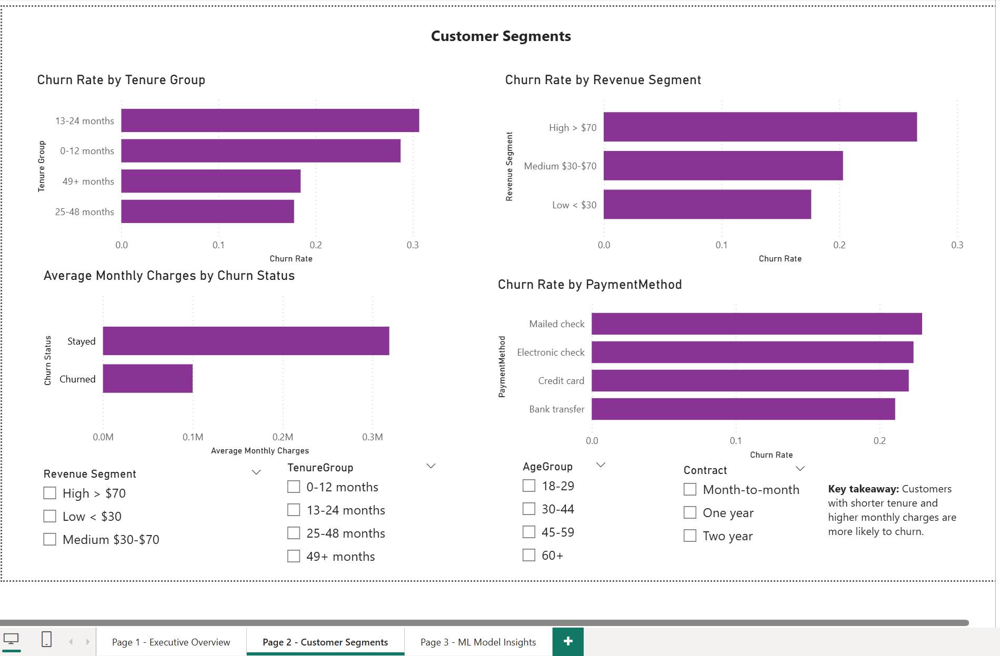 Customer Segments
Churn Rate by Tenure Group
Tenure Group
13-24 months
0-12 months
49+ months
25-48 months
0.0
0.1
0.2
0.3
Churn Rate
Churn Rate by Revenue Segment
Revenue Segment
High > $70
Medium $30-$70
Low < $30
0.0
0.1
0.2
0.3
Churn Rate
Average Monthly Charges by Churn Status
Churn Status
Stayed
Churned
0.0M
0.1M
0.2M
0.3M
Average Monthly Charges
Churn Rate by PaymentMethod
PaymentMethod
Mailed check
Electronic check
Credit card
Bank transfer
0.0
0.1
0.2
Churn Rate
Revenue Segment
High > $70
Low < $30
Medium $30-$70
TenureGroup
0-12 months
13-24 months
25-48 months
49+ months
AgeGroup
18-29
30-44
45-59
60+
Contract
Month-to-month
One year
Two year
Key takeaway: Customers
with shorter tenure and
higher monthly charges are
more likely to churn.
Page 1 - Executive Overview
Page 2 - Customer Segments
Page 3 - ML Model Insights